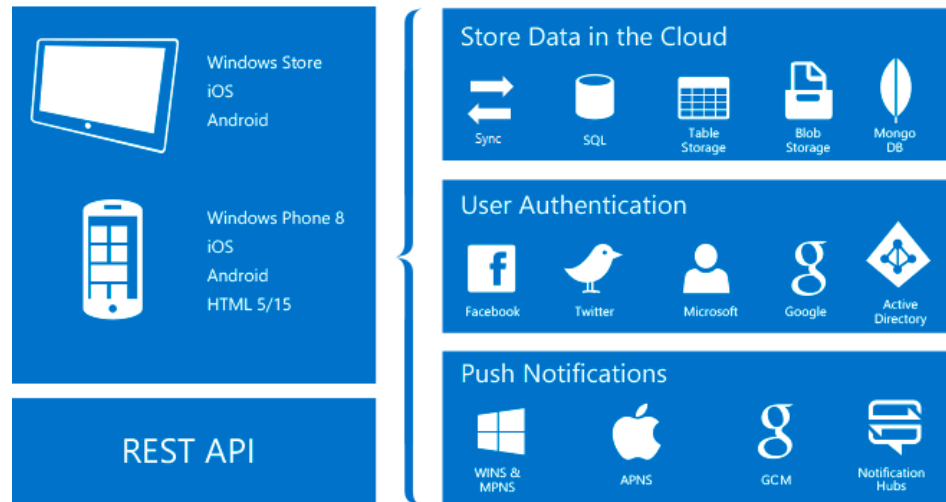 Windows Store
iOS
Android
Windows Phone 8
iOS
Android
HTML 5/15
REST API
Store Data in the Cloud
Sync
SQL
Table
Storage
Blob
Storage
Mongo
DB
User Authentication
Facebook
Twitter
Microsoft
Google
Active
Directory
Push Notifications
WINS &
MPNS
APNS
GCM
Notification
Hubs